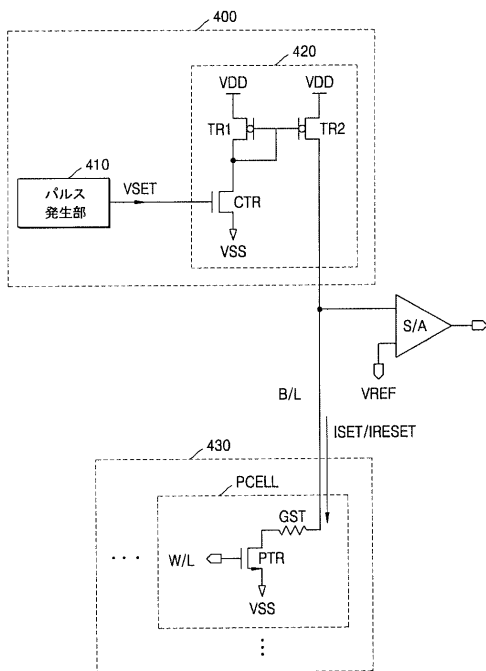 400
420
VDD
VDD
TR1
TR2
410
パルス
発生部
VSET
CTR
VSS
S/A
VREF
B/L
ISET/IRESET
430
PCELL
GST
W/L
PTR
VSS